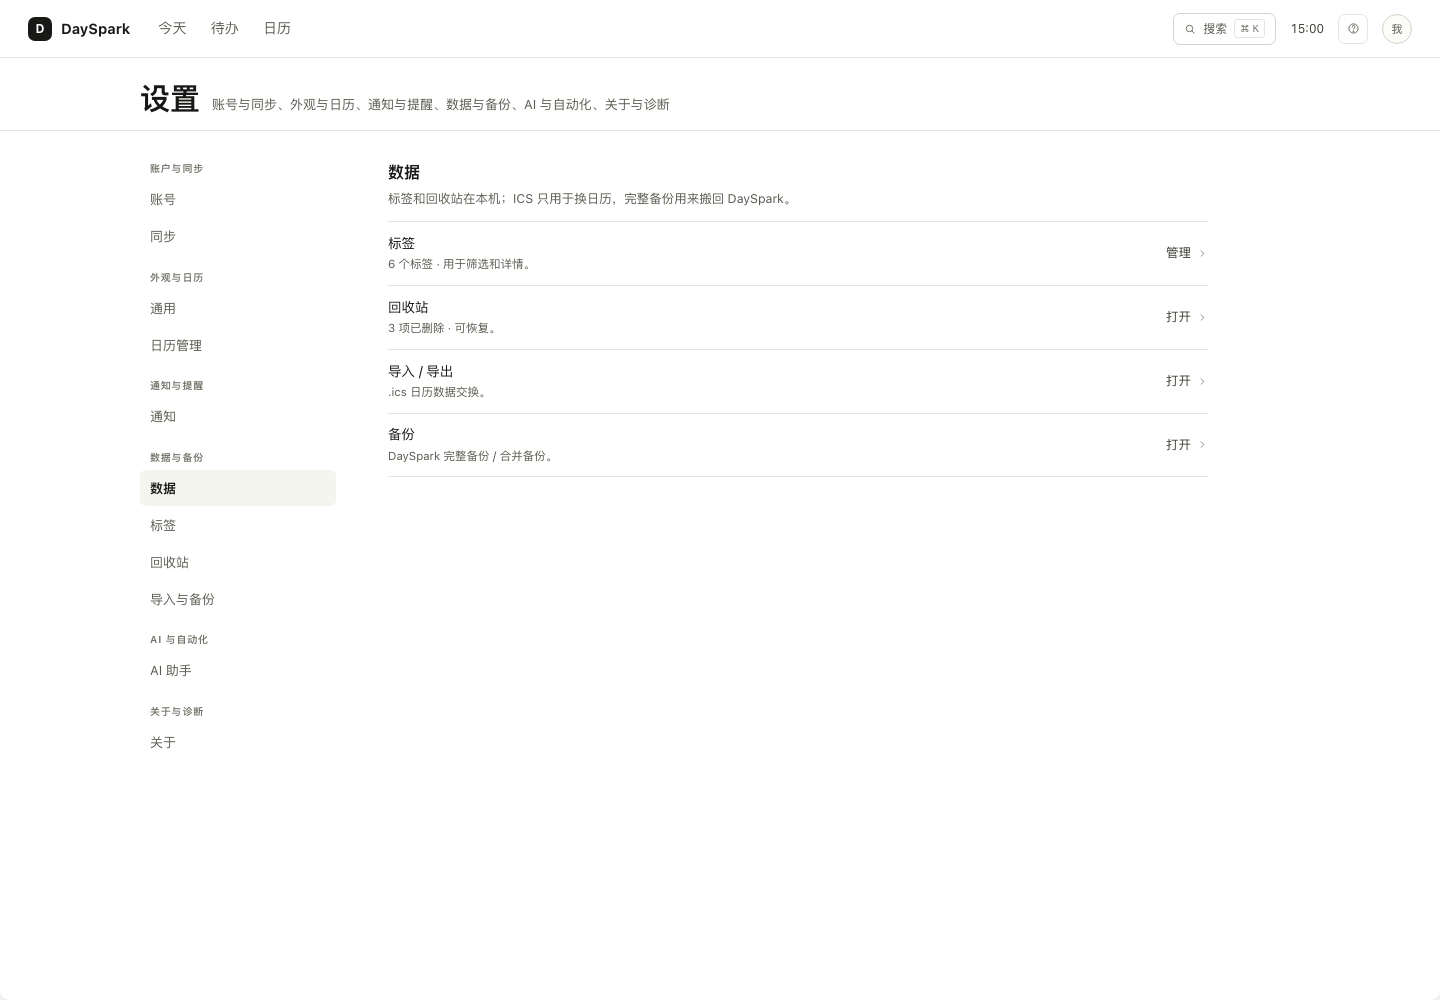 D DaySpark 今天 待办 日历 搜索 ⌘ K 15:00 我
设置 账号与同步、外观与日历、通知与提醒、数据与备份、AI 与自动化、关于与诊断
账户与同步
账号
同步
外观与日历
通用
日历管理
通知与提醒
通知
数据与备份
数据
标签
回收站
导入与备份
AI 与自动化
AI 助手
关于与诊断
关于
数据
标签和回收站在本机；ICS 只用于换日历，完整备份用来搬回 DaySpark。
标签
6 个标签 · 用于筛选和详情。
管理
回收站
3 项已删除 · 可恢复。
打开
导入 / 导出
.ics 日历数据交换。
打开
备份
DaySpark 完整备份 / 合并备份。
打开